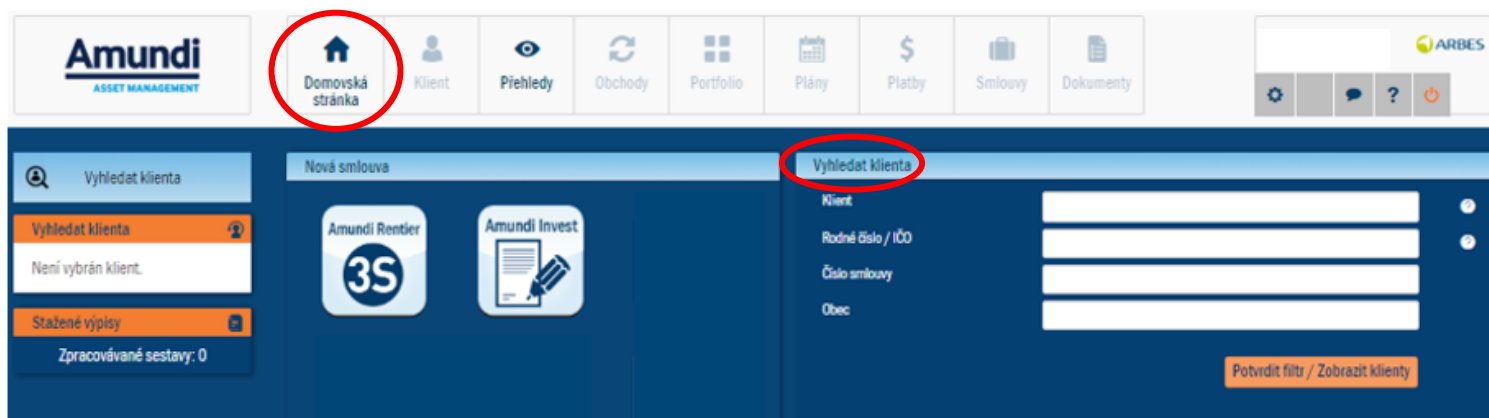 Amundi
ASSET MANAGEMENT
Domovská
stránka
Klient
Přehledy
Obchody
Portfolio
Plány
Platby
Smlouvy
Dokumenty
ARBES
?
Vyhledat klienta
Vyhledat klienta
Není vybrán klient.
Stažené výpisy
Zpracovávané sestavy: 0
Nová smlouva
Amundi Rentier
3S
Amundi Invest
Vyhledat klienta
Klient
Rodné číslo / IČO
Číslo smlouvy
Obec
Potvrdit filtr / Zobrazit klienty